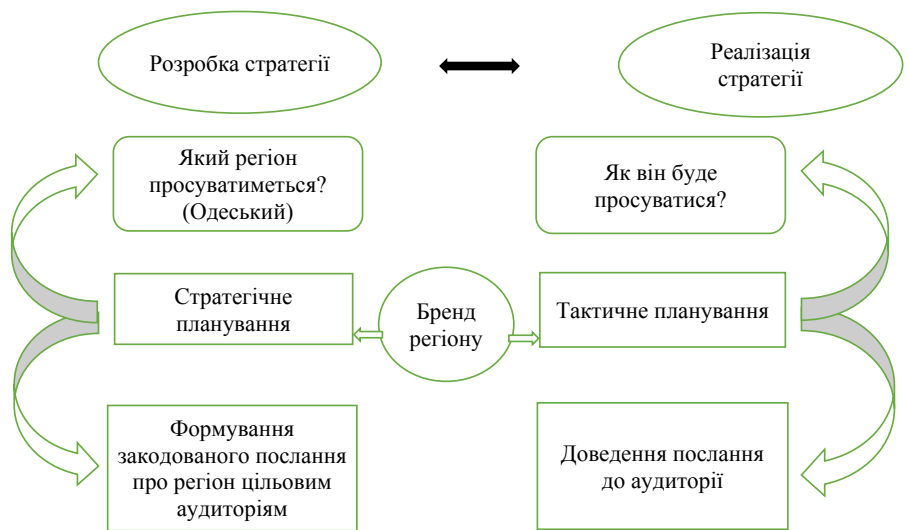 Розробка стратегії
Реалізація
стратегії
Який регіон
просуватиметься?
(Одеський)
Як він буде
просуватися?
Стратегічне
планування
Бренд
регіону
Тактичне планування
Формування
закодованого послання
про регіон цільовим
аудиторіям
Доведення послання
до аудиторії